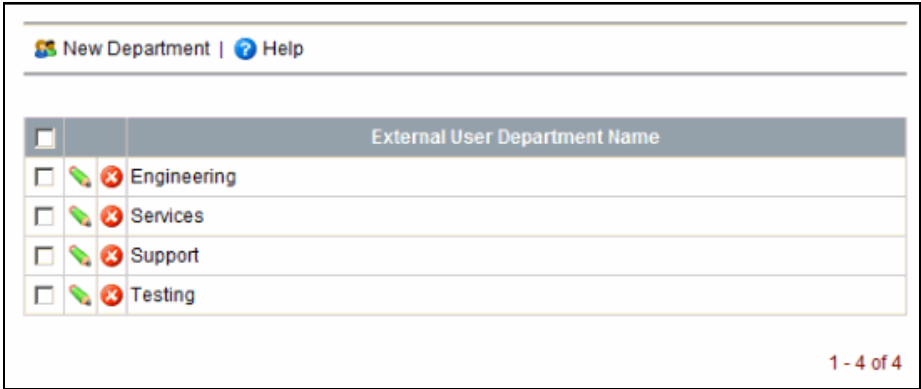 New Department | Help
External User Department Name
Engineering
Services
Support
Testing
1 - 4 of 4